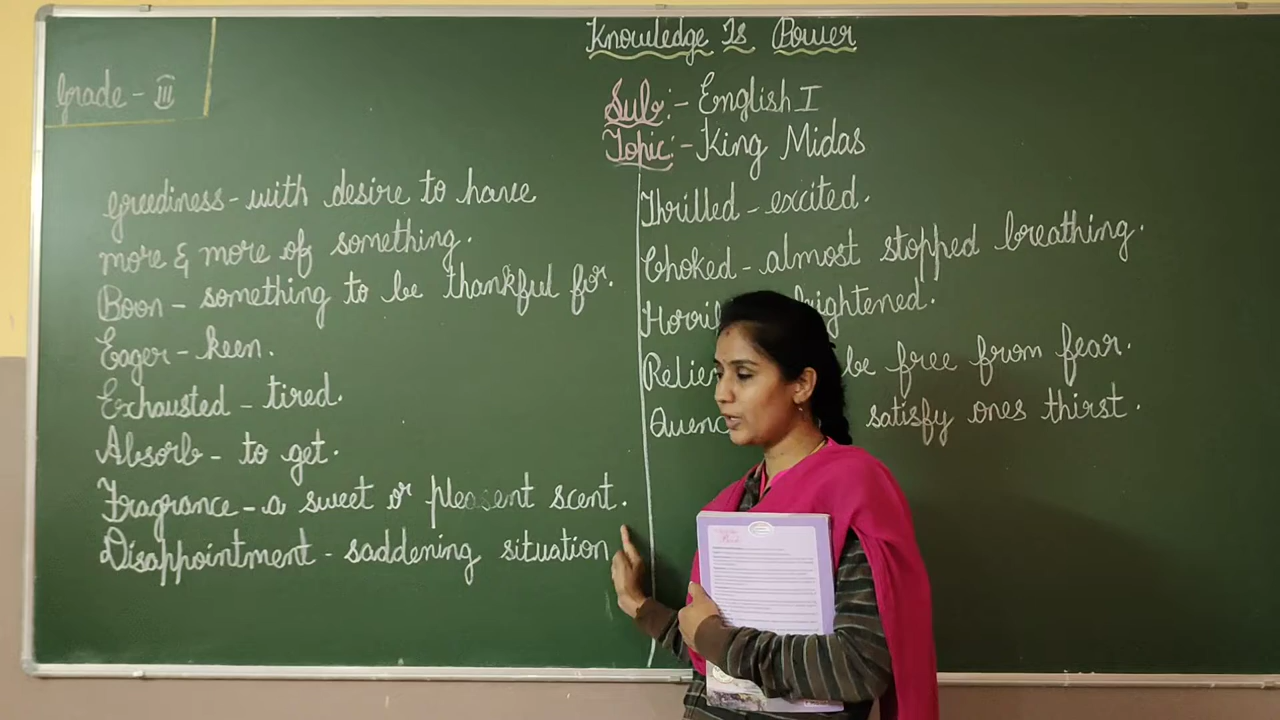 Knowledge Is Power
Grade - III
Sub:- English I
Topic:- King Midas
Greediness - with desire to have
more & more of something.
Boon - something to be thankful for.
Eager - keen.
Exhausted - tired.
Absorb - to get.
Fragrance - a sweet or pleasent scent.
Disappointment - saddening situation
Thrilled - excited.
Choked - almost stopped breathing.
be free from fear.
satisfy ones thirst.